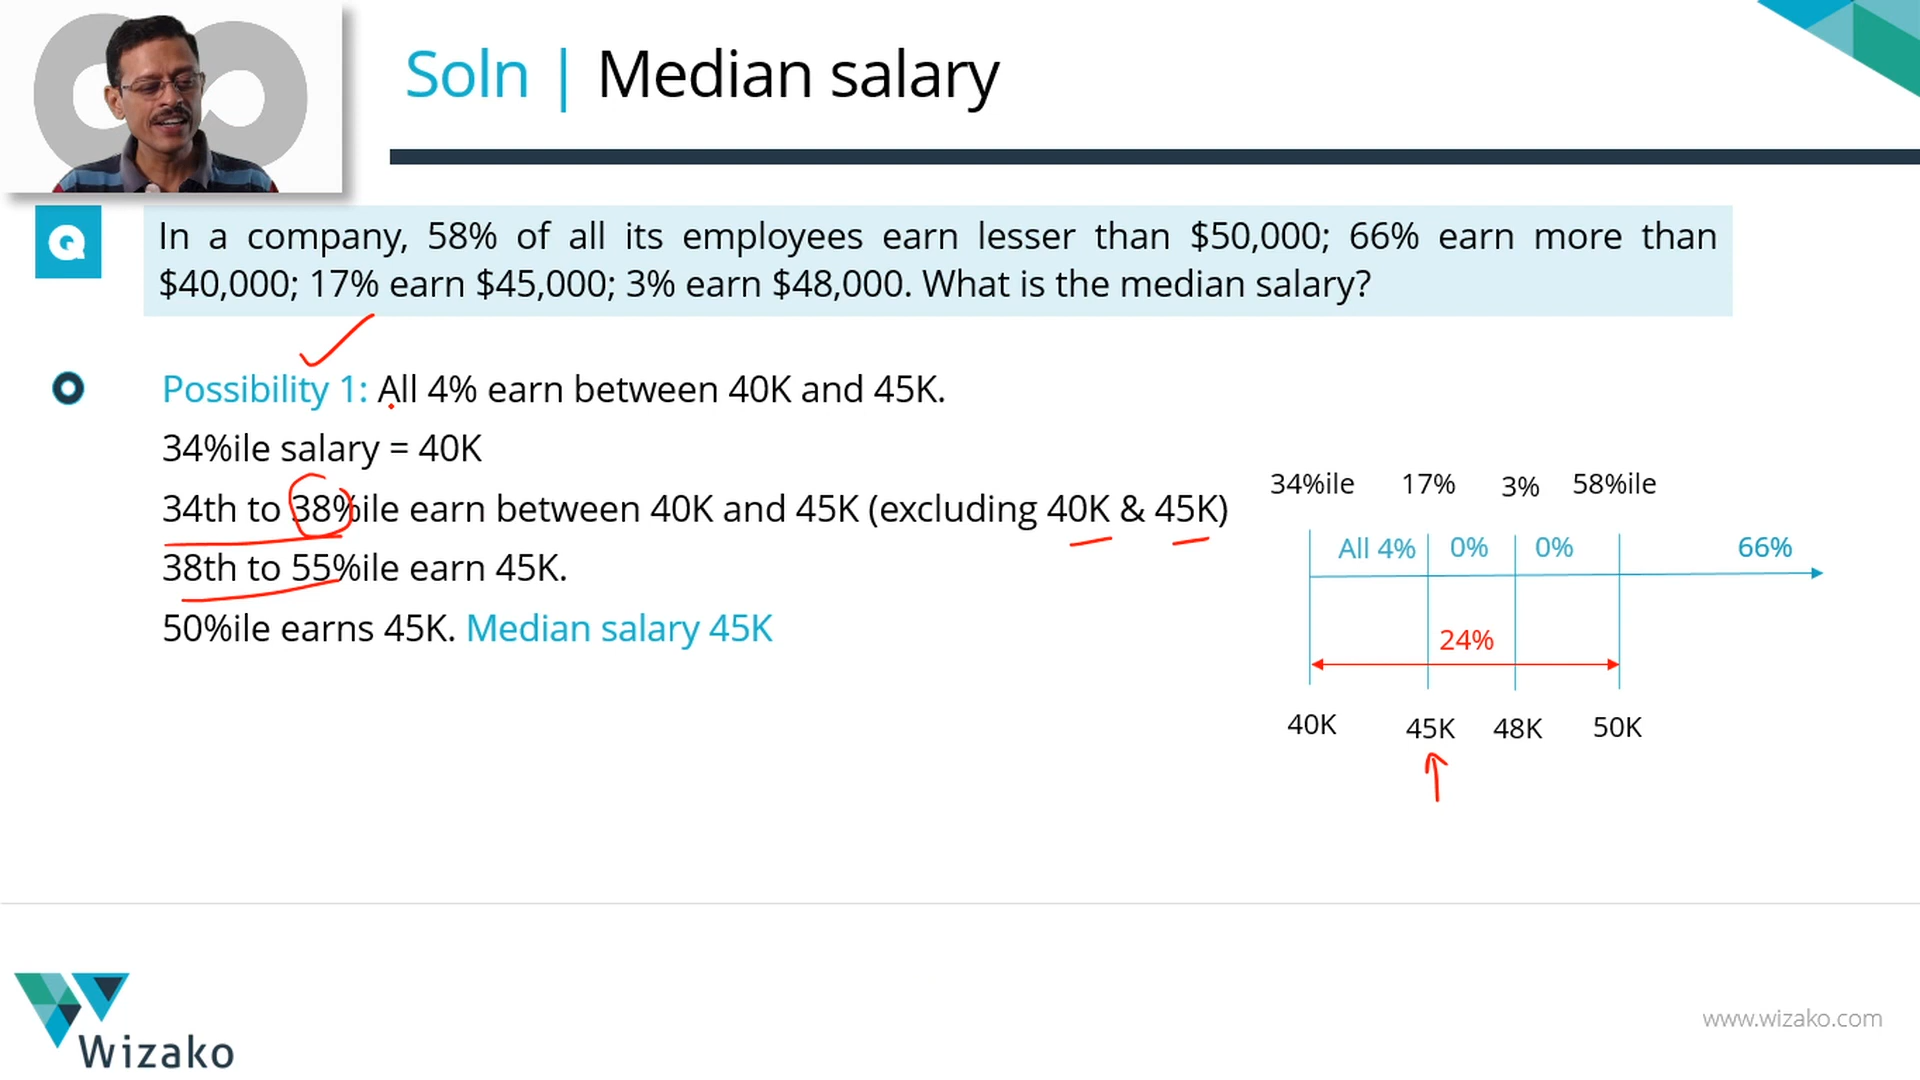 Soln | Median salary
Q
In a company, 58% of all its employees earn lesser than $50,000; 66% earn more than
$40,000; 17% earn $45,000; 3% earn $48,000. What is the median salary?
Possibility 1: All 4% earn between 40K and 45K.
34%ile salary = 40K
34th to 38%ile earn between 40K and 45K (excluding 40K & 45K)
38th to 55%ile earn 45K.
50%ile earns 45K. Median salary 45K
34%ile 17% 3% 58%ile
All 4% 0% 0% 66%
24%
40K 45K 48K 50K
Wizako
www.wizako.com